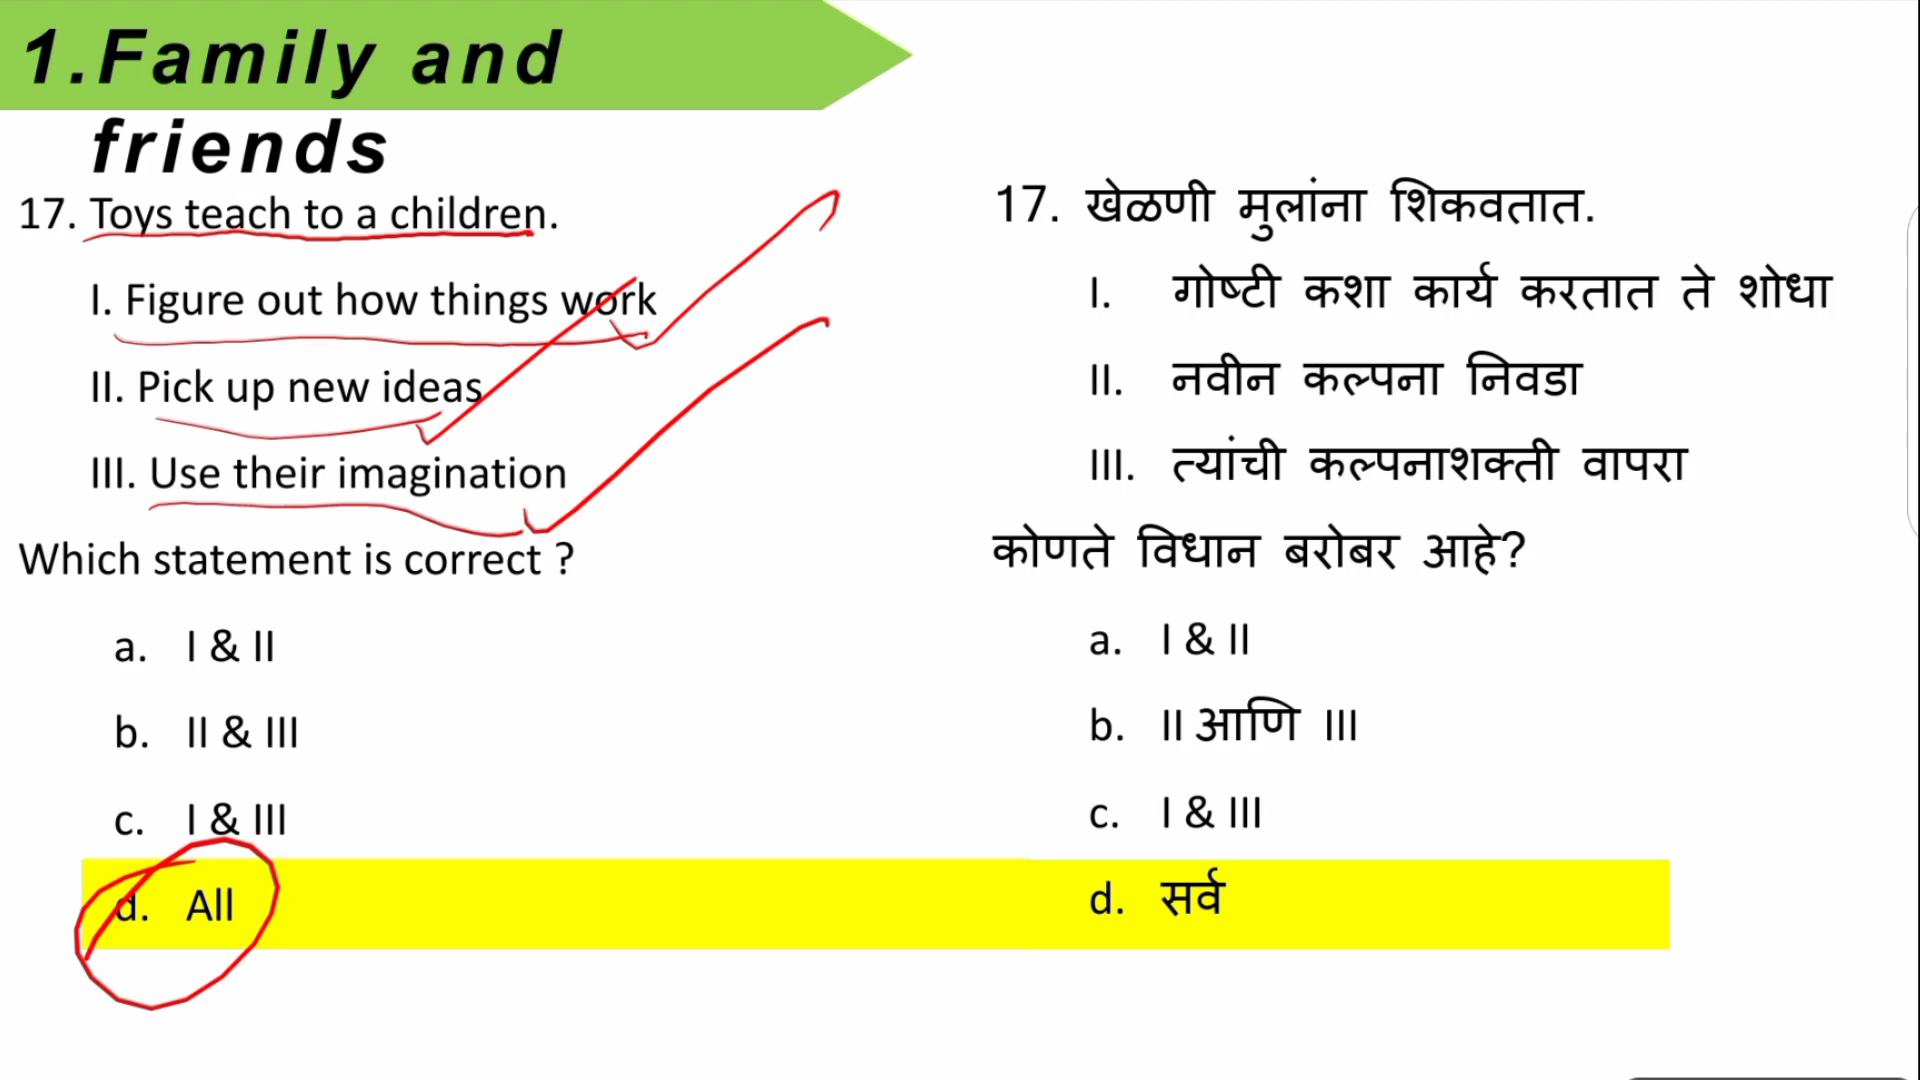 1.Family and
friends
17. Toys teach to a children.
I. Figure out how things work
II. Pick up new ideas
III. Use their imagination
Which statement is correct ?
a. I & II
b. II & III
c. I & III
d. All
17. खेळणी मुलांना शिकवतात.
I. गोष्टी कशा कार्य करतात ते शोधा
II. नवीन कल्पना निवडा
III. त्यांची कल्पनाशक्ती वापरा
कोणते विधान बरोबर आहे?
a. I & II
b. II आणि III
c. I & III
d. सर्व